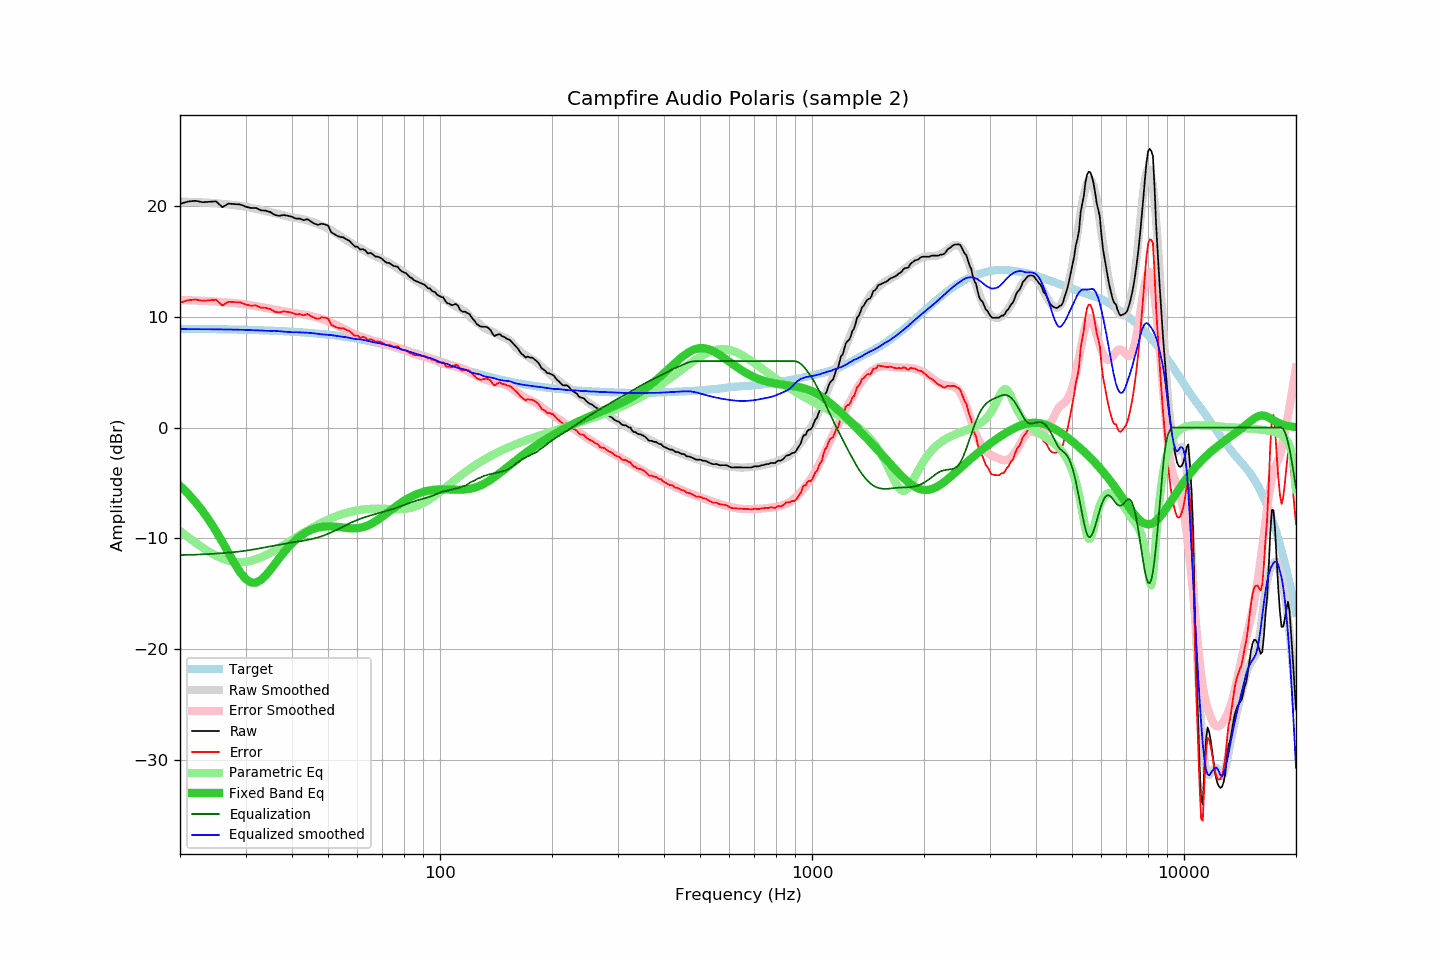 Campfire Audio Polaris (sample 2)
Amplitude (dBr)
20
10
0
−10
−20
−30
Target
Raw Smoothed
Error Smoothed
Raw
Error
Parametric Eq
Fixed Band Eq
Equalization
Equalized smoothed
100
1000
10000
Frequency (Hz)